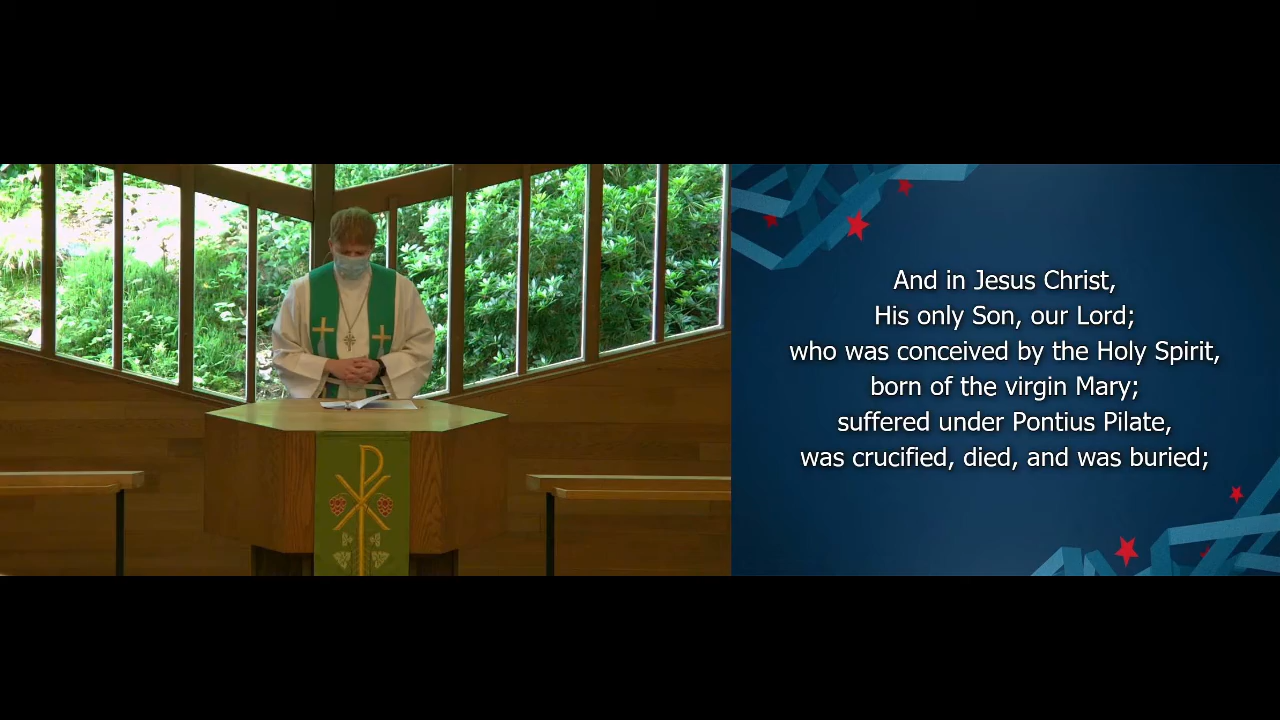 And in Jesus Christ,
His only Son, our Lord;
who was conceived by the Holy Spirit,
born of the virgin Mary;
suffered under Pontius Pilate,
was crucified, died, and was buried;